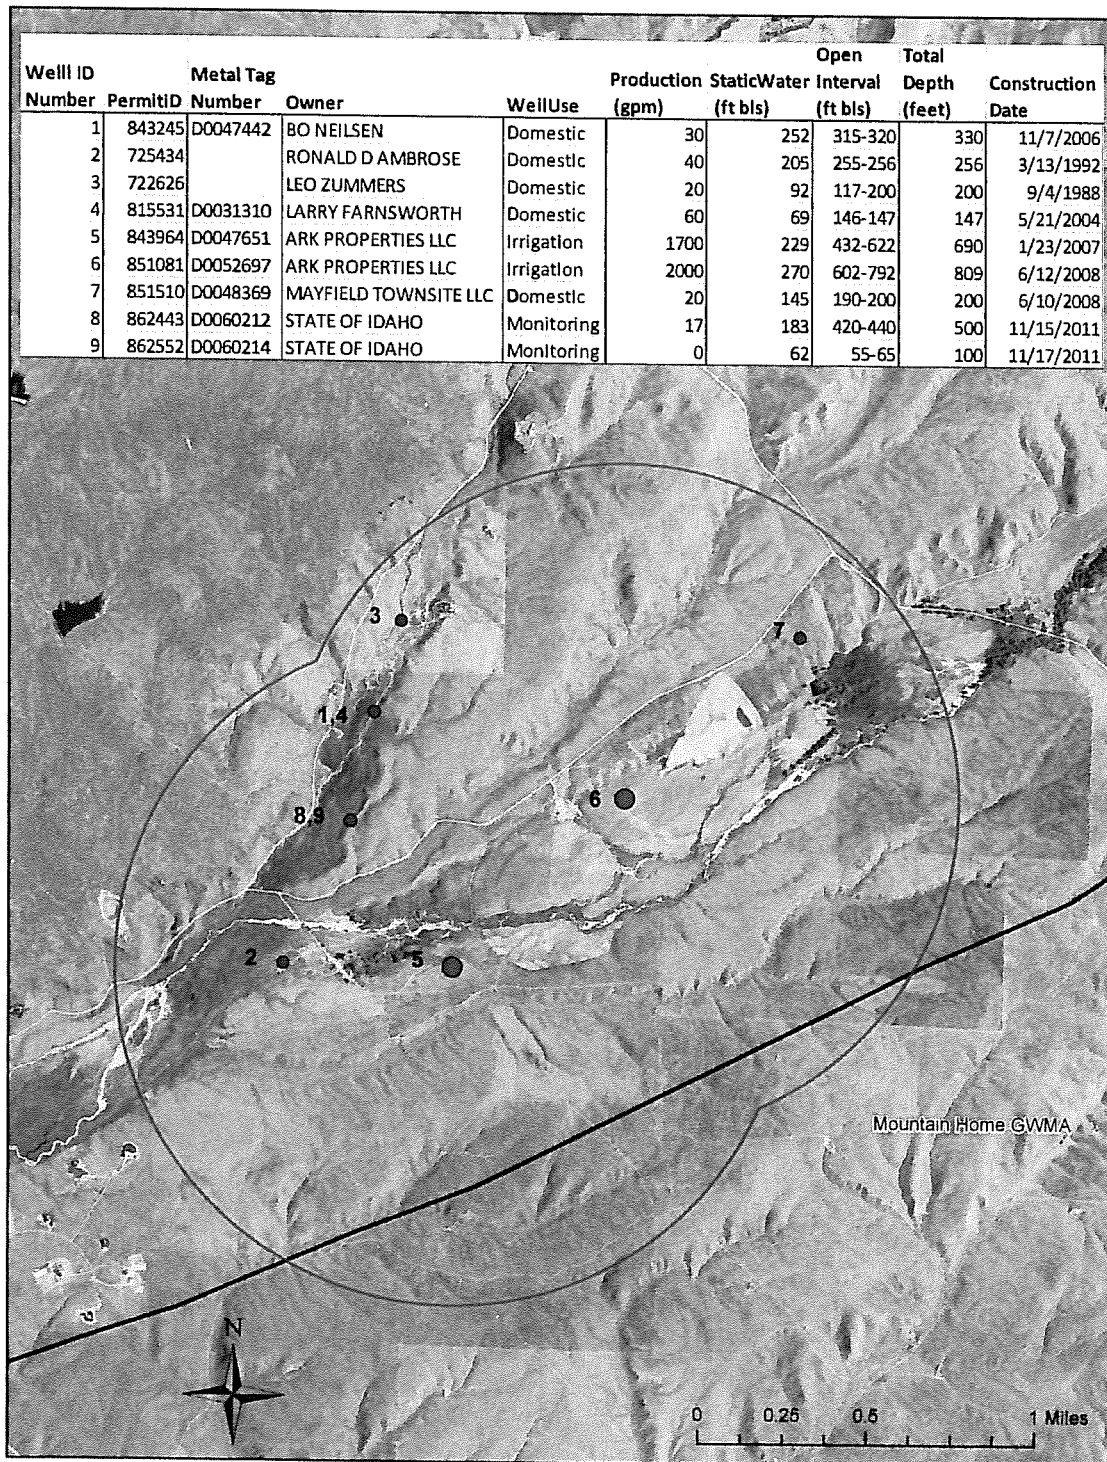 Open Total
Welll ID Metal Tag Production StaticWater Interval Depth Construction
Number PermitID Number Owner WellUse (gpm) (ft bls) (ft bls) (feet) Date
1 843245 D0047442 BO NEILSEN Domestic 30 252 315-320 330 11/7/2006
2 725434 RONALD D AMBROSE Domestic 40 205 255-256 256 3/13/1992
3 722626 LEO ZUMMERS Domestic 20 92 117-200 200 9/4/1988
4 815531 D0031310 LARRY FARNSWORTH Domestic 60 69 146-147 147 5/21/2004
5 843964 D0047651 ARK PROPERTIES LLC Irrigation 1700 229 432-622 690 1/23/2007
6 851081 D0052697 ARK PROPERTIES LLC Irrigation 2000 270 602-792 809 6/12/2008
7 851510 D0048369 MAYFIELD TOWNSITE LLC Domestic 20 145 190-200 200 6/10/2008
8 862443 D0060212 STATE OF IDAHO Monitoring 17 183 420-440 500 11/15/2011
9 862552 D0060214 STATE OF IDAHO Monitoring 0 62 55-65 100 11/17/2011
3
7
1,4
6
8,9
2
5
Mountain Home GWMA
N
0 0.25 0.5 1 Miles